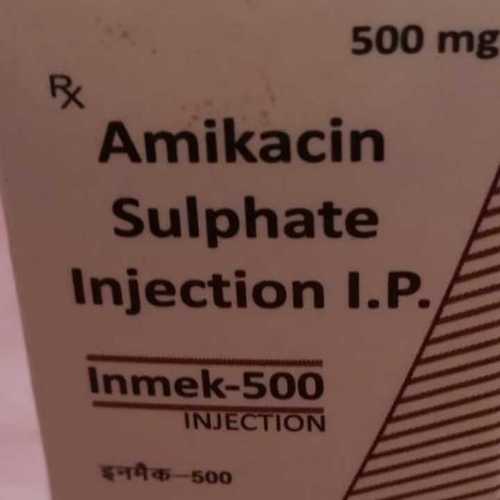 500 mg
Rx
Amikacin
Sulphate
Injection I.P.
Inmek-500
INJECTION
इनमैक-500